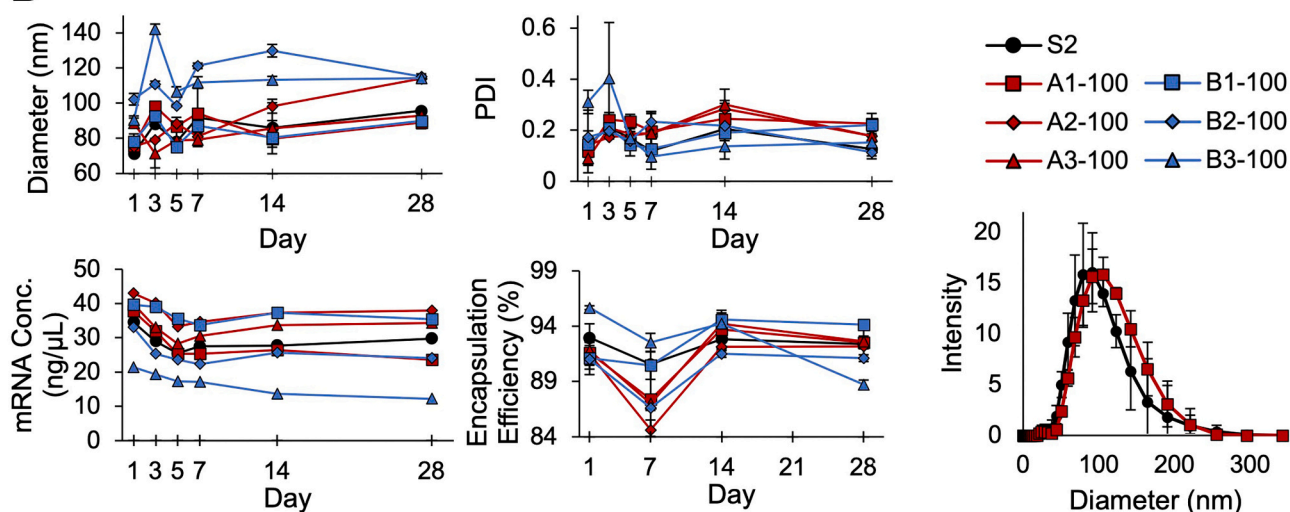 Diameter (nm)
140
120
100
80
60
1 3 5 7 14 28
Day
PDI
0.6
0.4
0.2
0
1 3 5 7 14 28
Day
S2
A1-100 B1-100
A2-100 B2-100
A3-100 B3-100
mRNA Conc.
(ng/µL)
50
40
30
20
10
0
1 3 5 7 14 28
Day
Encapsulation
Efficiency (%)
99
94
89
84
1 7 14 21 28
Day
Intensity
20
15
10
5
0
0 100 200 300
Diameter (nm)